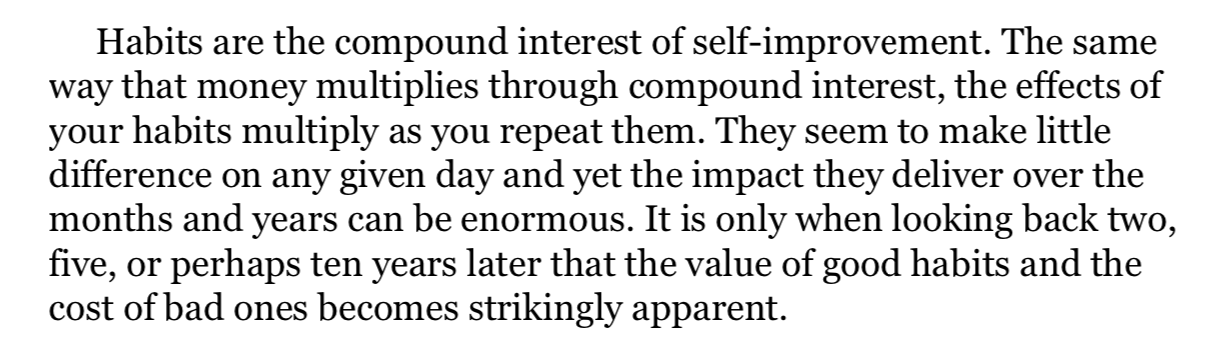 Habits are the compound interest of self-improvement. The same
way that money multiplies through compound interest, the effects of
your habits multiply as you repeat them. They seem to make little
difference on any given day and yet the impact they deliver over the
months and years can be enormous. It is only when looking back two,
five, or perhaps ten years later that the value of good habits and the
cost of bad ones becomes strikingly apparent.